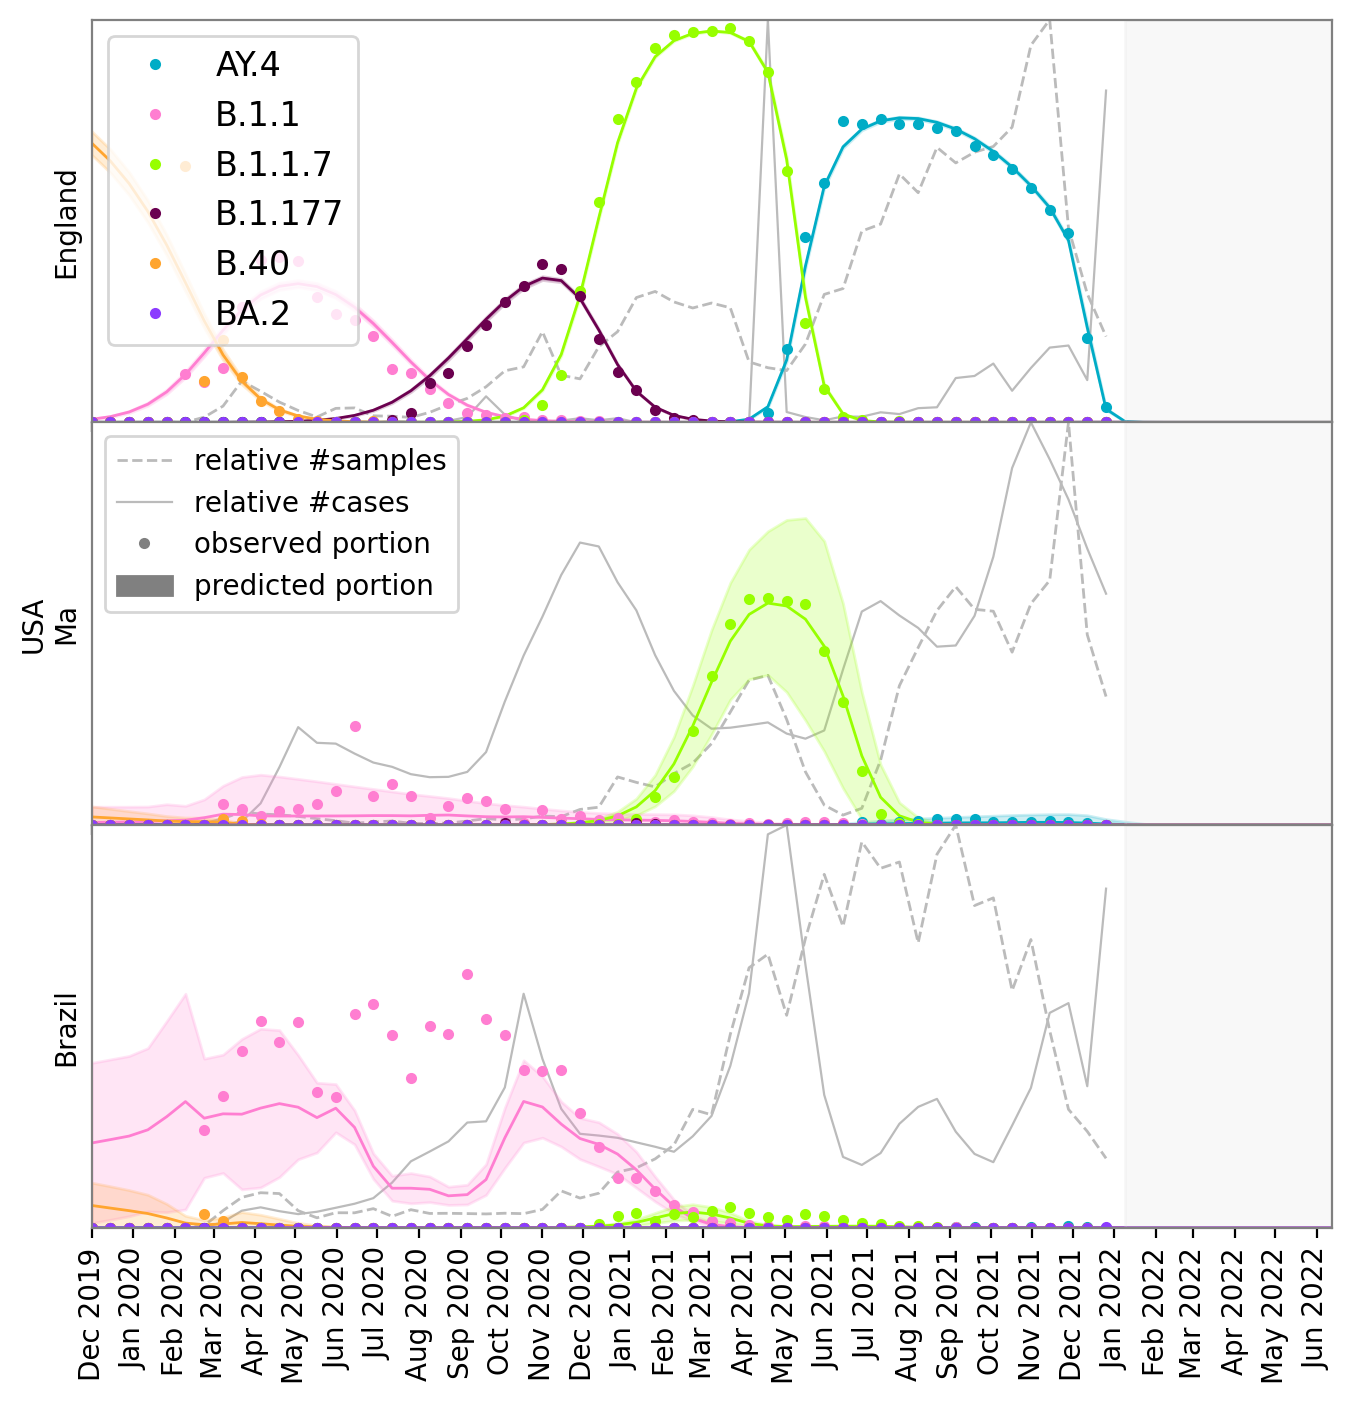 England
AY.4
B.1.1
B.1.1.7
B.1.177
B.40
BA.2
USA
Ma
relative #samples
relative #cases
observed portion
predicted portion
Brazil
Dec 2019
Jan 2020
Feb 2020
Mar 2020
Apr 2020
May 2020
Jun 2020
Jul 2020
Aug 2020
Sep 2020
Oct 2020
Nov 2020
Dec 2020
Jan 2021
Feb 2021
Mar 2021
Apr 2021
May 2021
Jun 2021
Jul 2021
Aug 2021
Sep 2021
Oct 2021
Nov 2021
Dec 2021
Jan 2022
Feb 2022
Mar 2022
Apr 2022
May 2022
Jun 2022